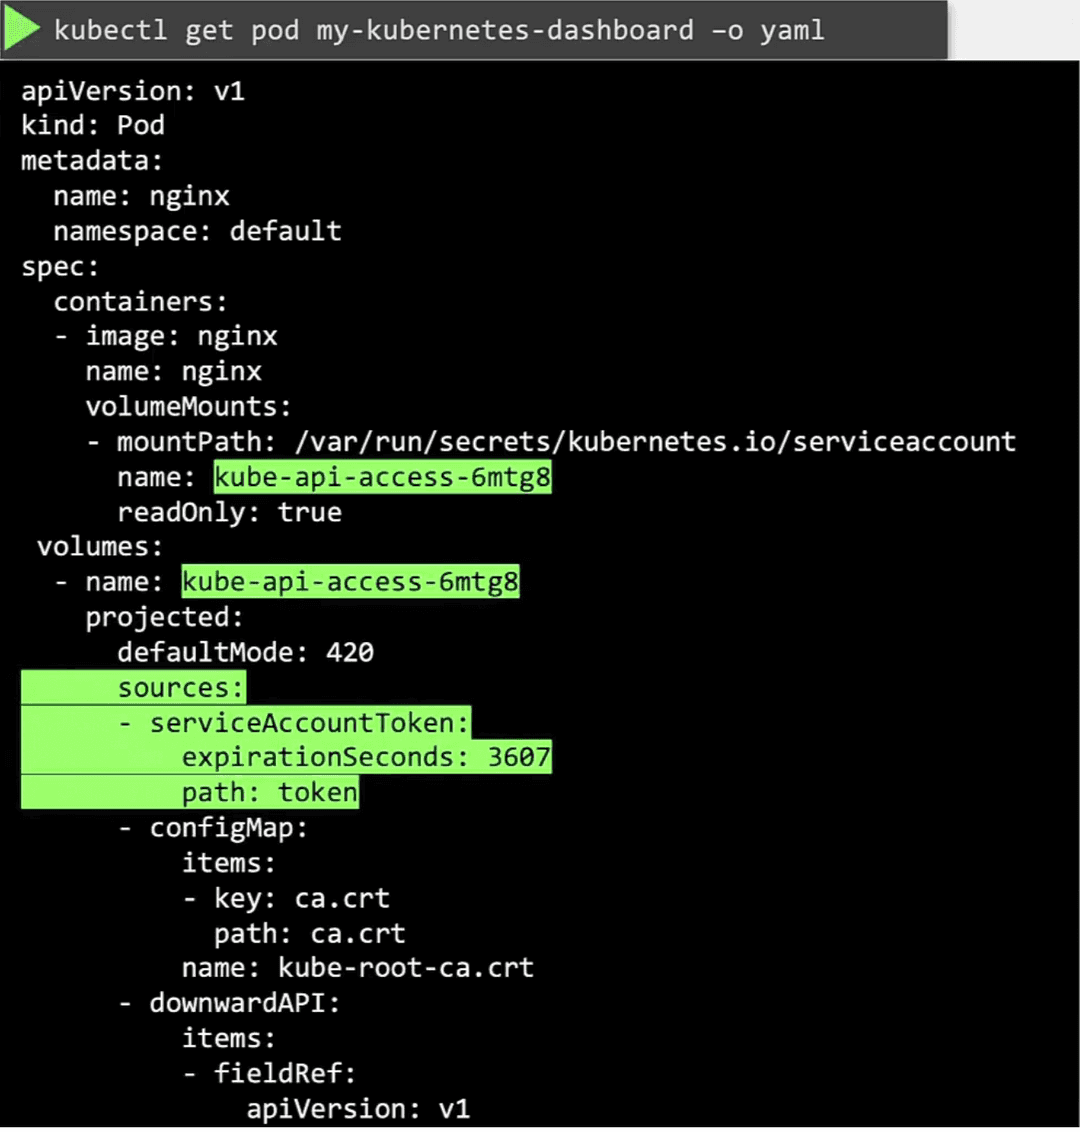 kubectl get pod my-kubernetes-dashboard –o yaml
apiVersion: v1
kind: Pod
metadata:
  name: nginx
  namespace: default
spec:
  containers:
  - image: nginx
    name: nginx
    volumeMounts:
    - mountPath: /var/run/secrets/kubernetes.io/serviceaccount
      name: kube-api-access-6mtg8
      readOnly: true
 volumes:
  - name: kube-api-access-6mtg8
    projected:
      defaultMode: 420
      sources:
      - serviceAccountToken:
          expirationSeconds: 3607
          path: token
      - configMap:
          items:
          - key: ca.crt
            path: ca.crt
          name: kube-root-ca.crt
      - downwardAPI:
          items:
          - fieldRef:
              apiVersion: v1